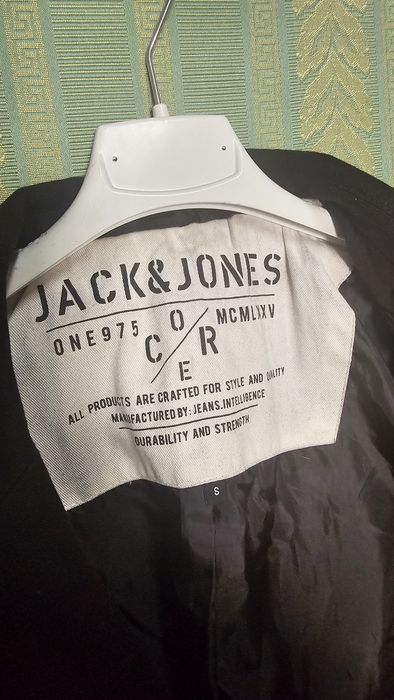 JACK&JONES
ONE975 MCMLXXV
CORE
ALL PRODUCTS ARE CRAFTED FOR STYLE AND QUALITY
MANUFACTURED BY: JEANS.INTELLIGENCE
DURABILITY AND STRENGTH
S